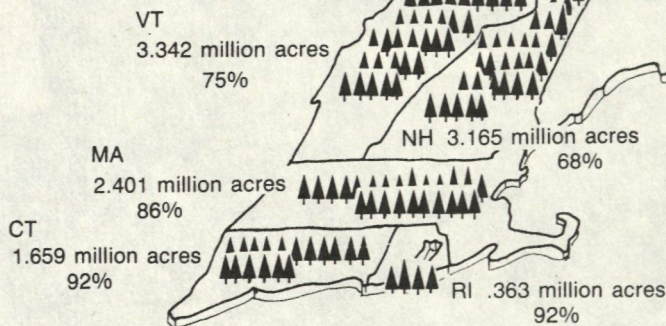 VT
3.342 million acres
75%
NH 3.165 million acres
68%
MA
2.401 million acres
86%
CT
1.659 million acres
92%
RI .363 million acres
92%